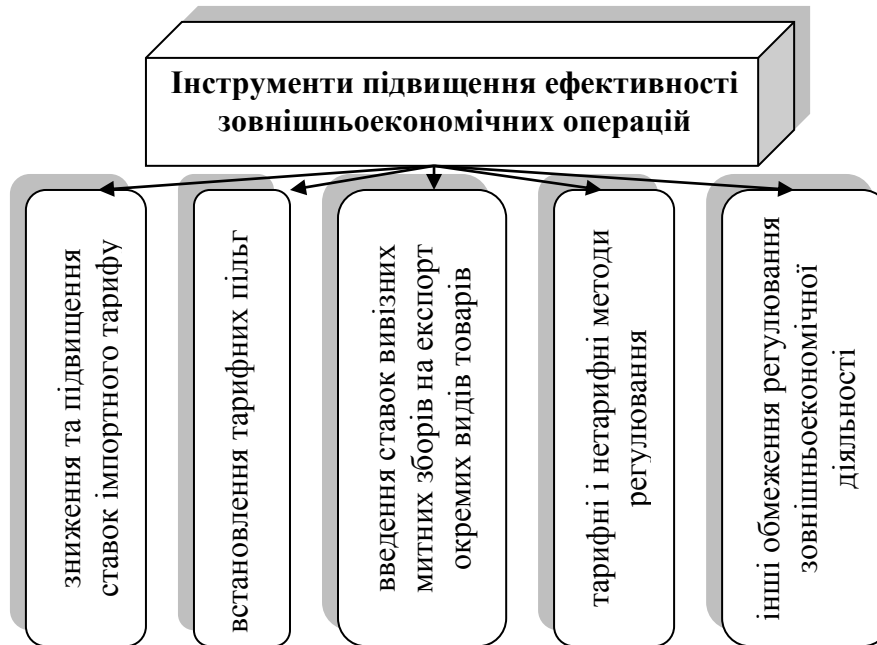 Інструменти підвищення ефективності
зовнішньоекономічних операцій
зниження та підвищення
ставок імпортного тарифу
встановлення тарифних пільг
введення ставок вивізних
митних зборів на експорт
окремих видів товарів
тарифні і нетарифні методи
регулювання
інші обмеження регулювання
зовнішньоекономічної
діяльності